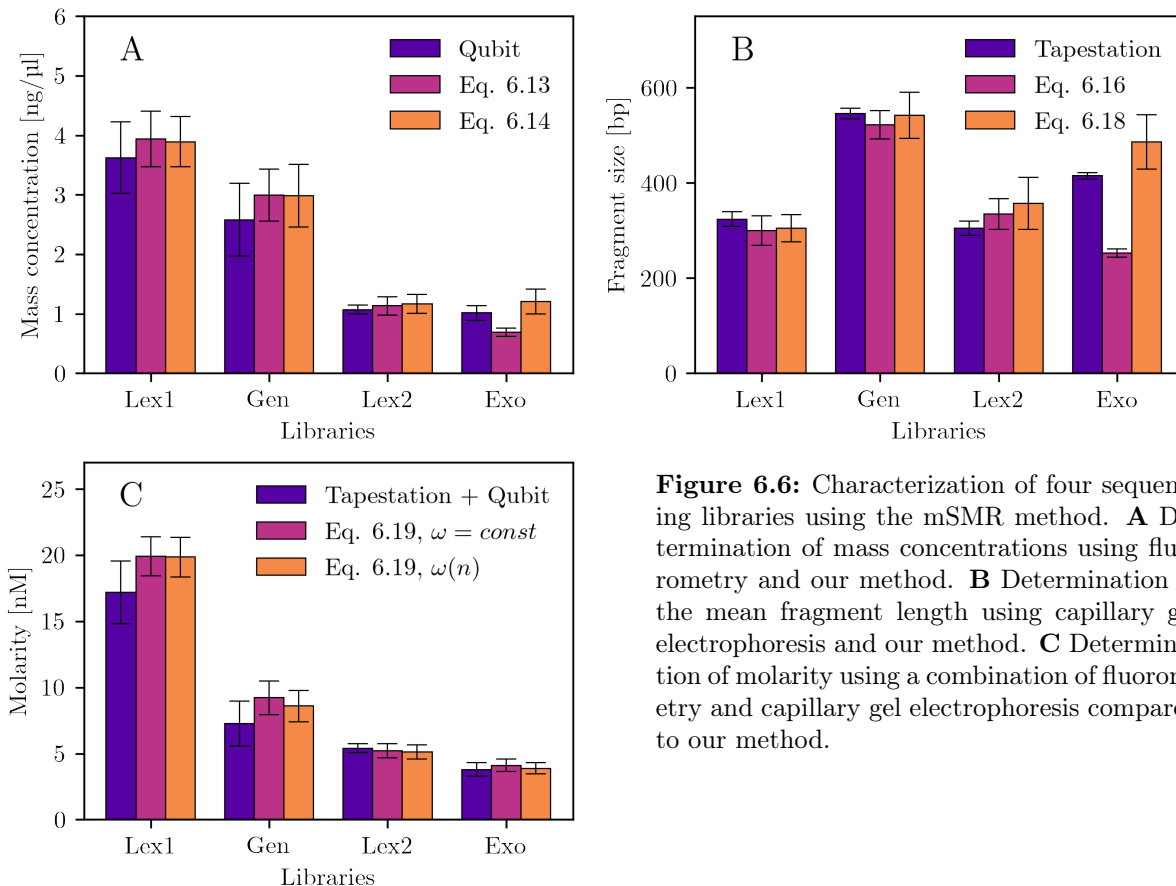 A
6
5
4
3
2
1
0
Mass concentration [ng/µl]
Qubit
Eq. 6.13
Eq. 6.14
Lex1 Gen Lex2 Exo
Libraries
B
600
400
200
0
Fragment size [bp]
Tapestation
Eq. 6.16
Eq. 6.18
Lex1 Gen Lex2 Exo
Libraries
C
25
20
15
10
5
0
Molarity [nM]
Tapestation + Qubit
Eq. 6.19, ω = const
Eq. 6.19, ω(n)
Lex1 Gen Lex2 Exo
Libraries
Figure 6.6: Characterization of four sequen
ing libraries using the mSMR method. A D
termination of mass concentrations using flu
rometry and our method. B Determination
the mean fragment length using capillary g
electrophoresis and our method. C Determin
tion of molarity using a combination of fluorom
etry and capillary gel electrophoresis compare
to our method.